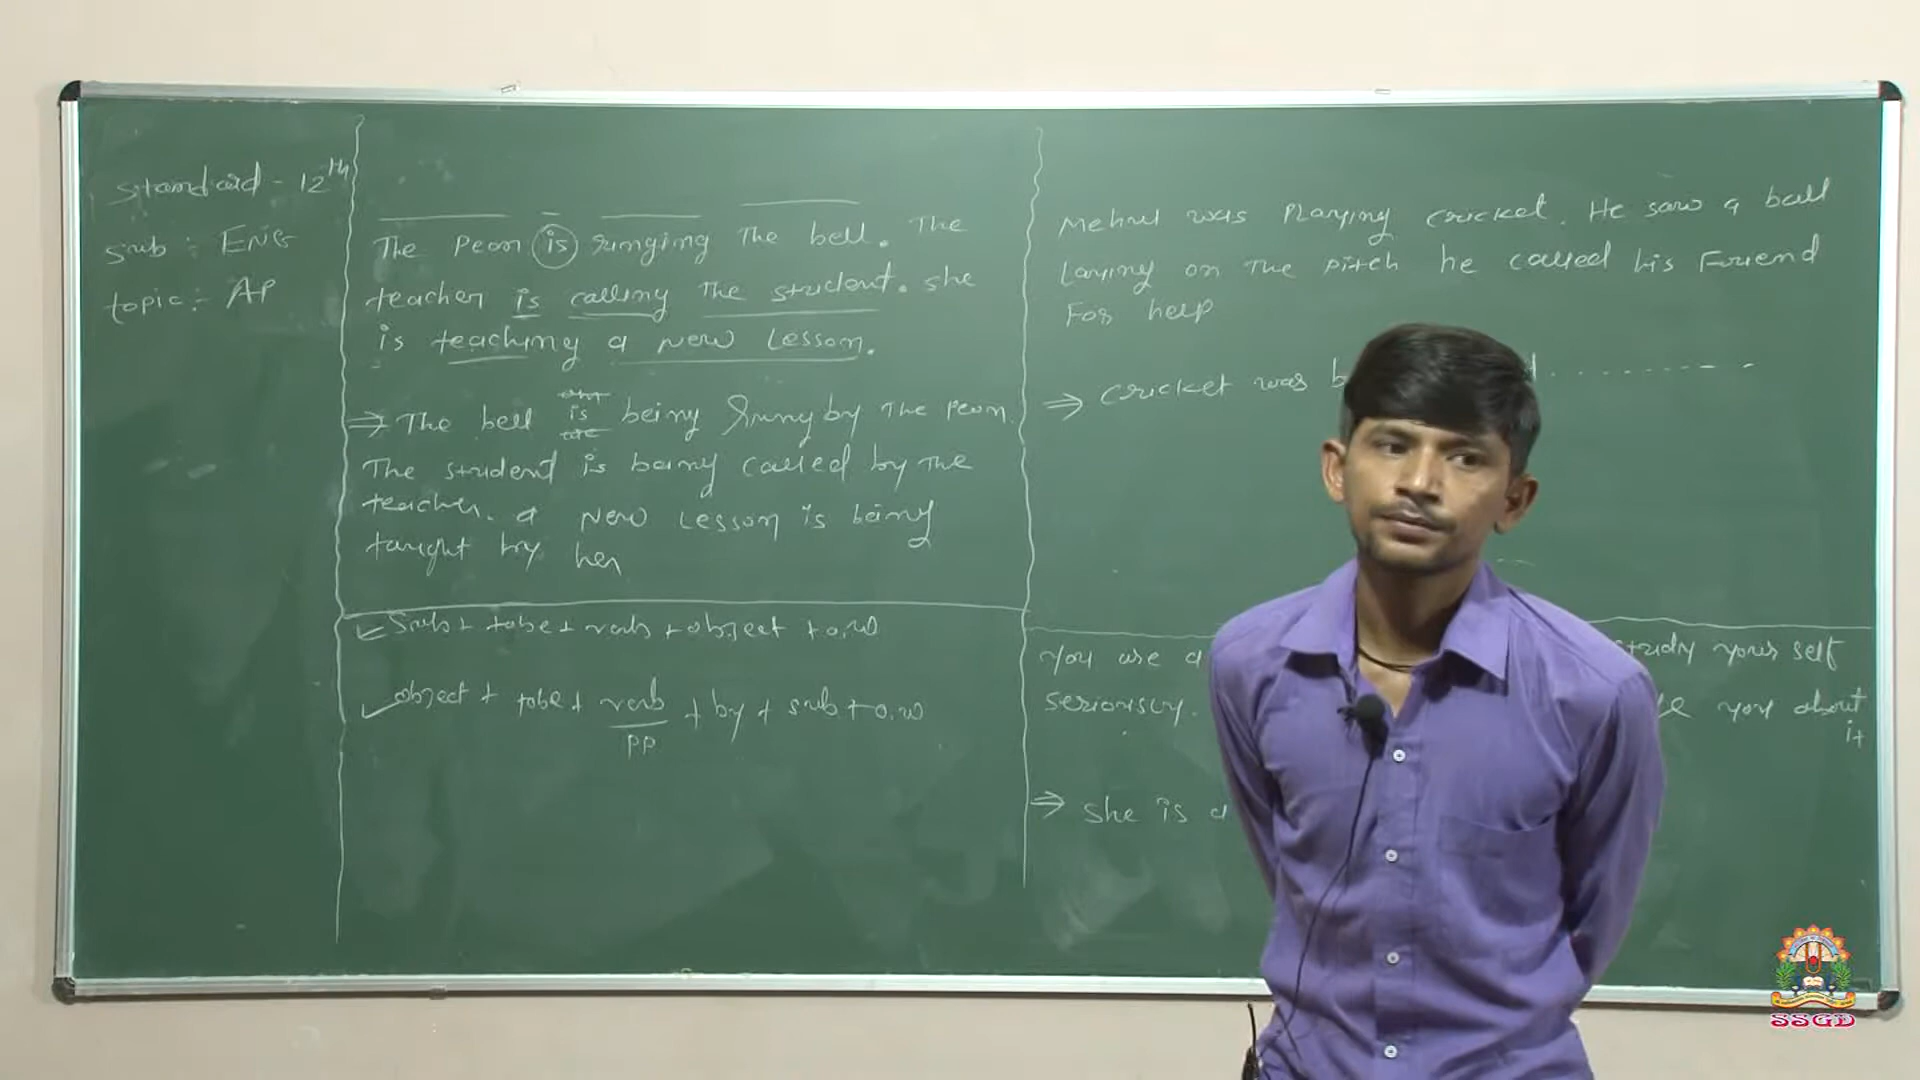 Standard - 12th
Sub : ENG
topic :- AP
The Peon is ringing The bell. The
teacher is calling The student. she
is teaching a new Lesson.
⇒ The bell is being Rung by The peon.
The student is being called by The
teacher. a new Lesson is being
taught by her
Sub + tobe + verb + object + o.w
object + tobe + verb + by + sub + o.w
PP
Mehul was Playing cricket. He saw a ball
Laying on The pitch he called his Friend
For help
⇒ cricket was b
You are a
study your self
seriously.
you about
it
⇒ She is a
SSGD